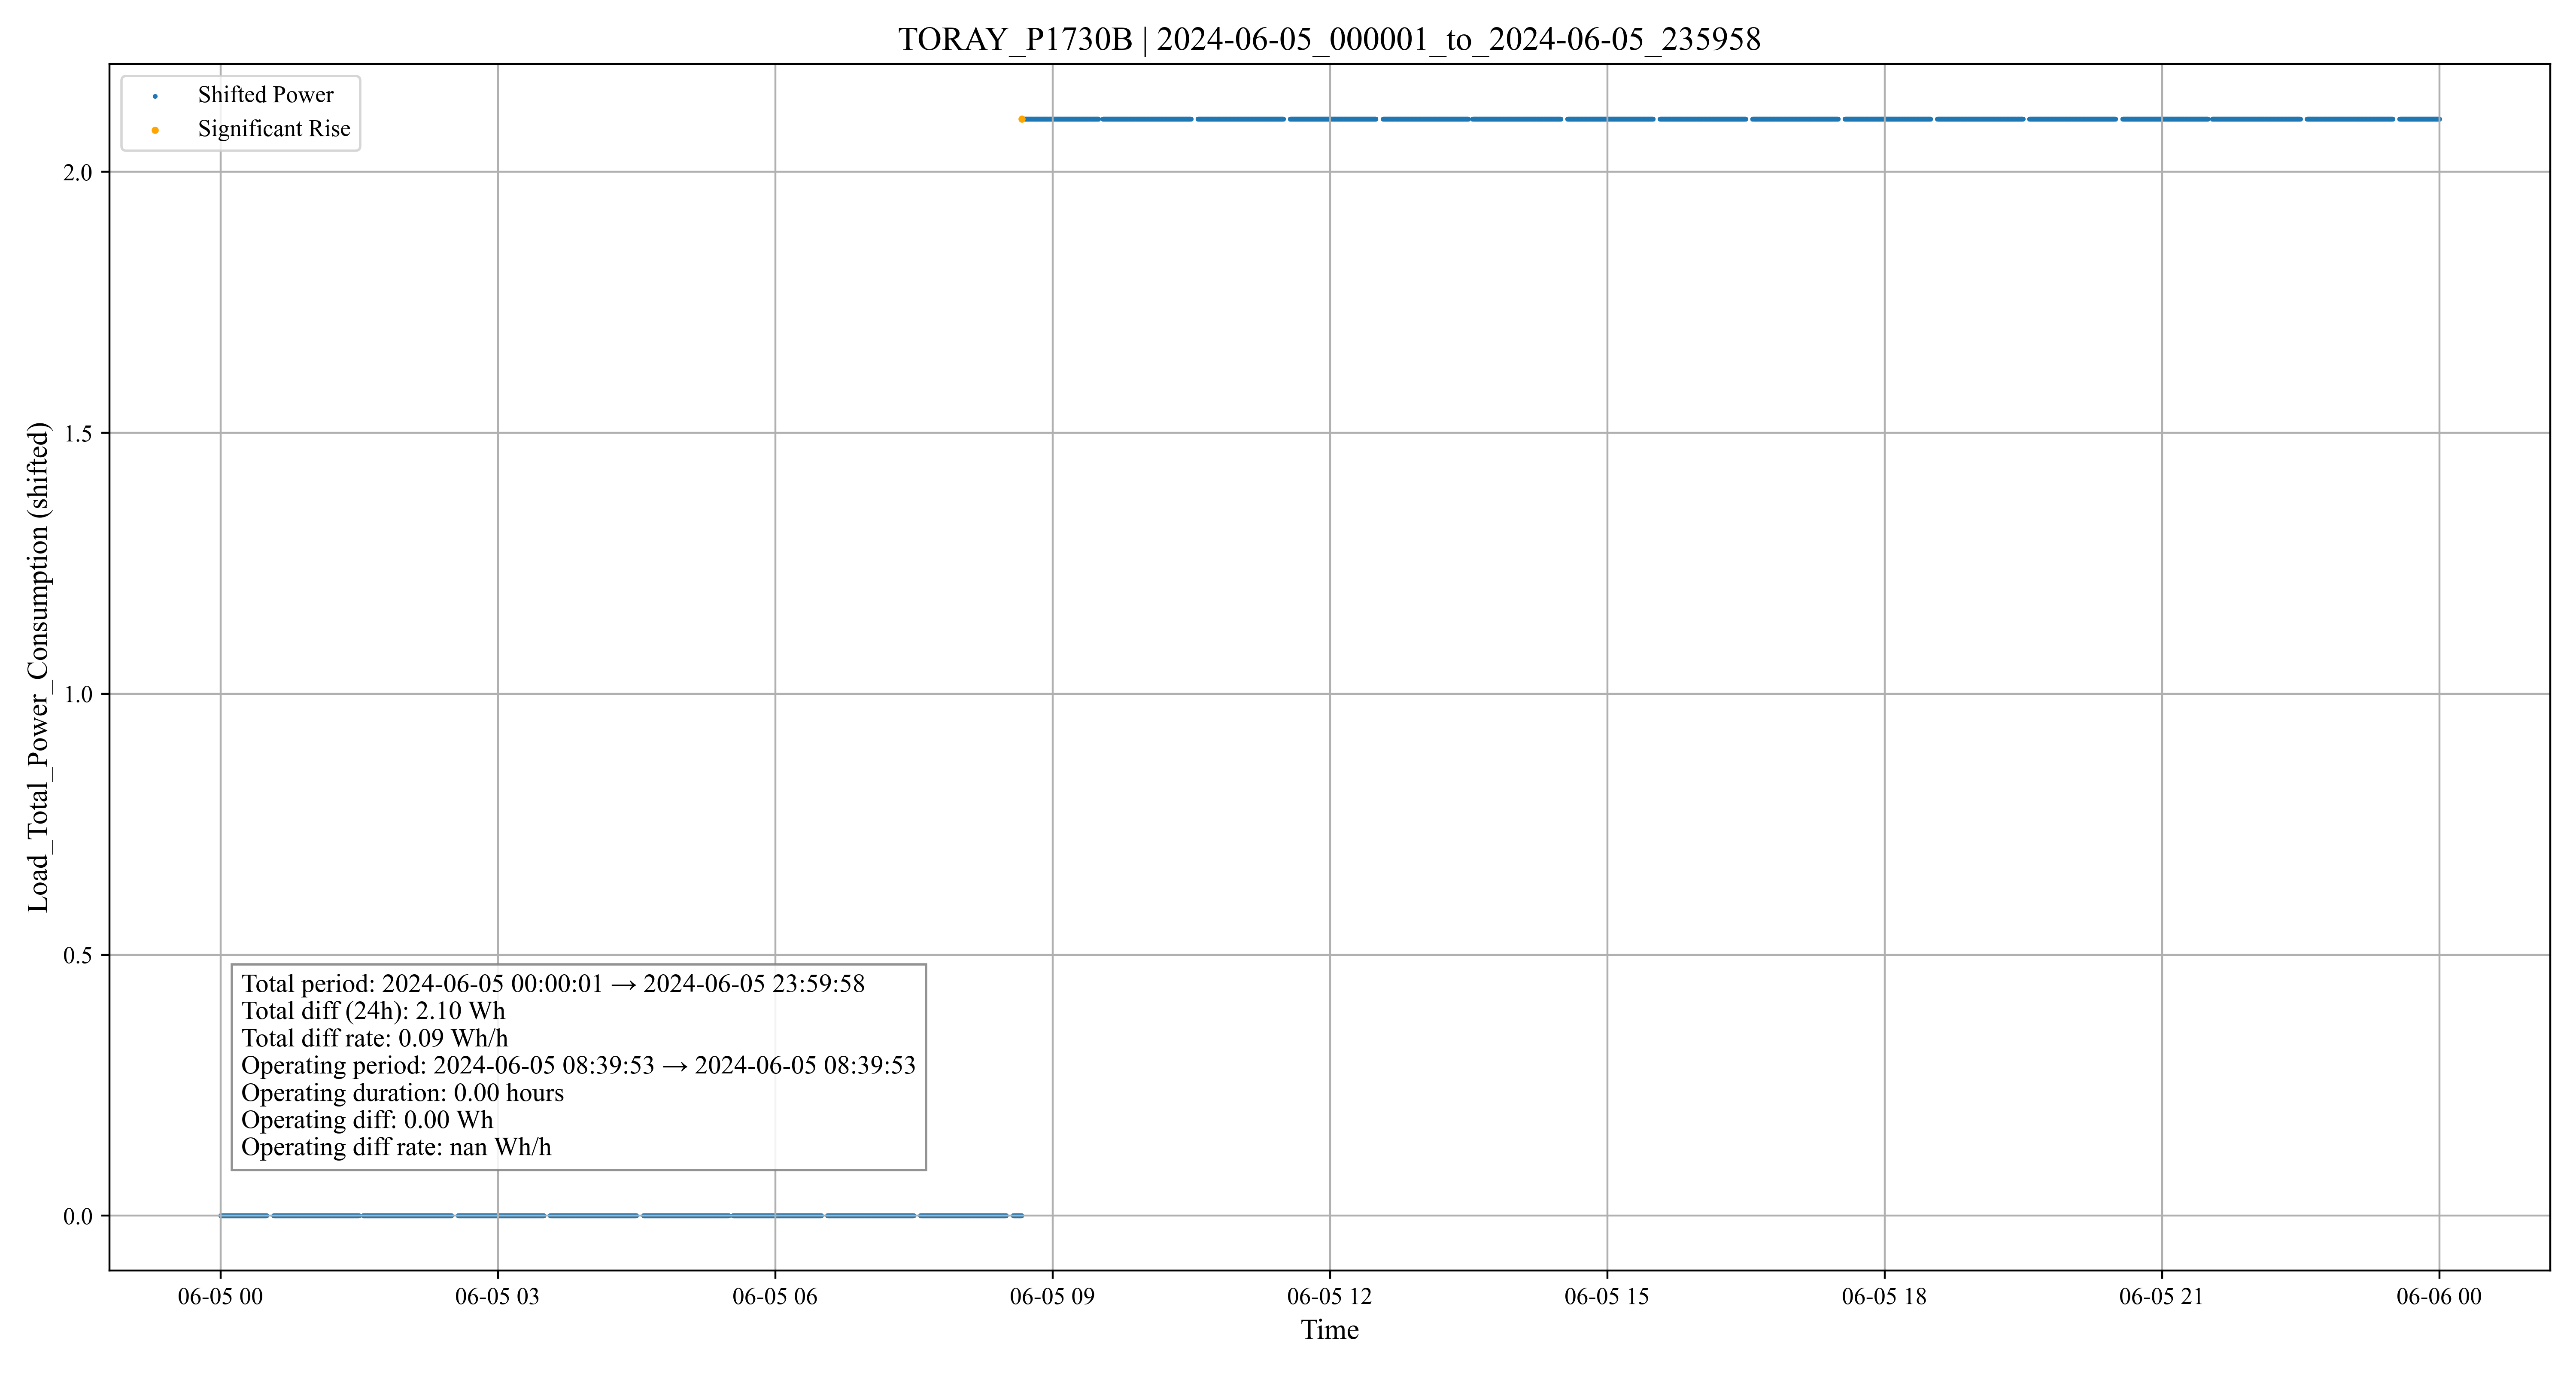 TORAY_P1730B | 2024-06-05_000001_to_2024-06-05_235958
Shifted Power
Significant Rise
Load_Total_Power_Consumption (shifted)
2.0
1.5
1.0
0.5
0.0
Total period: 2024-06-05 00:00:01 → 2024-06-05 23:59:58
Total diff (24h): 2.10 Wh
Total diff rate: 0.09 Wh/h
Operating period: 2024-06-05 08:39:53 → 2024-06-05 08:39:53
Operating duration: 0.00 hours
Operating diff: 0.00 Wh
Operating diff rate: nan Wh/h
06-05 00 06-05 03 06-05 06 06-05 09 06-05 12 06-05 15 06-05 18 06-05 21 06-06 00
Time